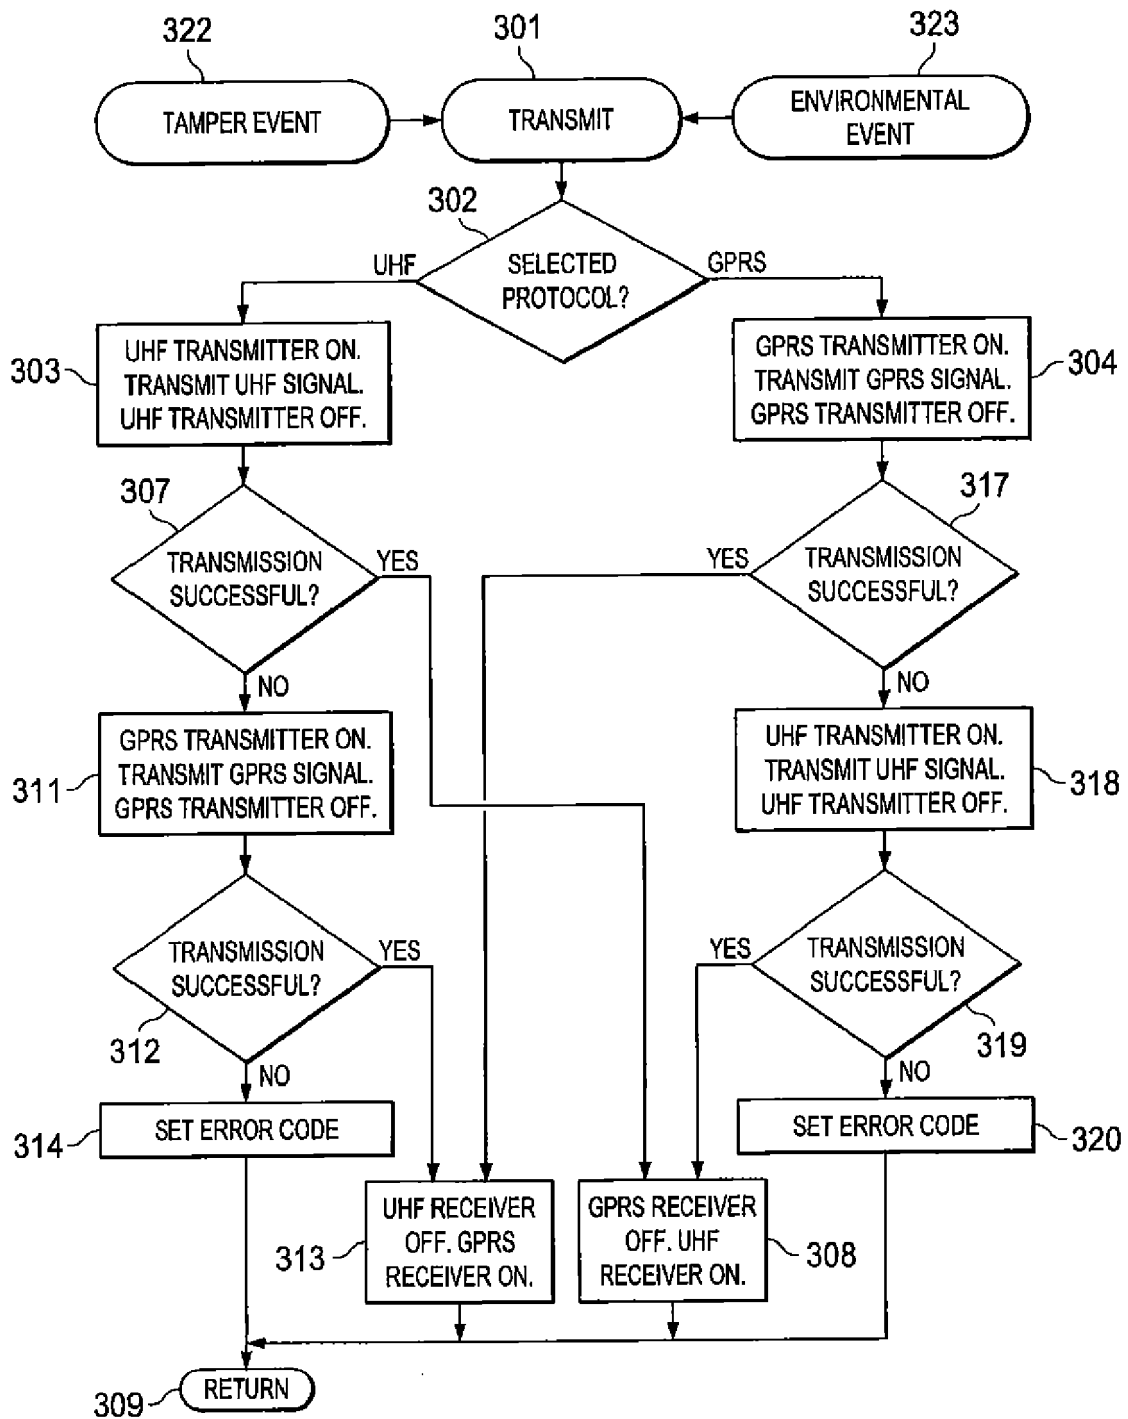 322
301
323
TAMPER EVENT
TRANSMIT
ENVIRONMENTAL
EVENT
302
UHF
SELECTED
PROTOCOL?
GPRS
303
UHF TRANSMITTER ON.
TRANSMIT UHF SIGNAL.
UHF TRANSMITTER OFF.
GPRS TRANSMITTER ON.
TRANSMIT GPRS SIGNAL.
GPRS TRANSMITTER OFF.
304
307
TRANSMISSION
SUCCESSFUL?
YES
NO
317
YES
TRANSMISSION
SUCCESSFUL?
NO
311
GPRS TRANSMITTER ON.
TRANSMIT GPRS SIGNAL.
GPRS TRANSMITTER OFF.
UHF TRANSMITTER ON.
TRANSMIT UHF SIGNAL.
UHF TRANSMITTER OFF.
318
TRANSMISSION
SUCCESSFUL?
YES
312
NO
YES
TRANSMISSION
SUCCESSFUL?
319
NO
314
SET ERROR CODE
SET ERROR CODE
320
313
UHF RECEIVER
OFF. GPRS
RECEIVER ON.
GPRS RECEIVER
OFF. UHF
RECEIVER ON.
308
309
RETURN